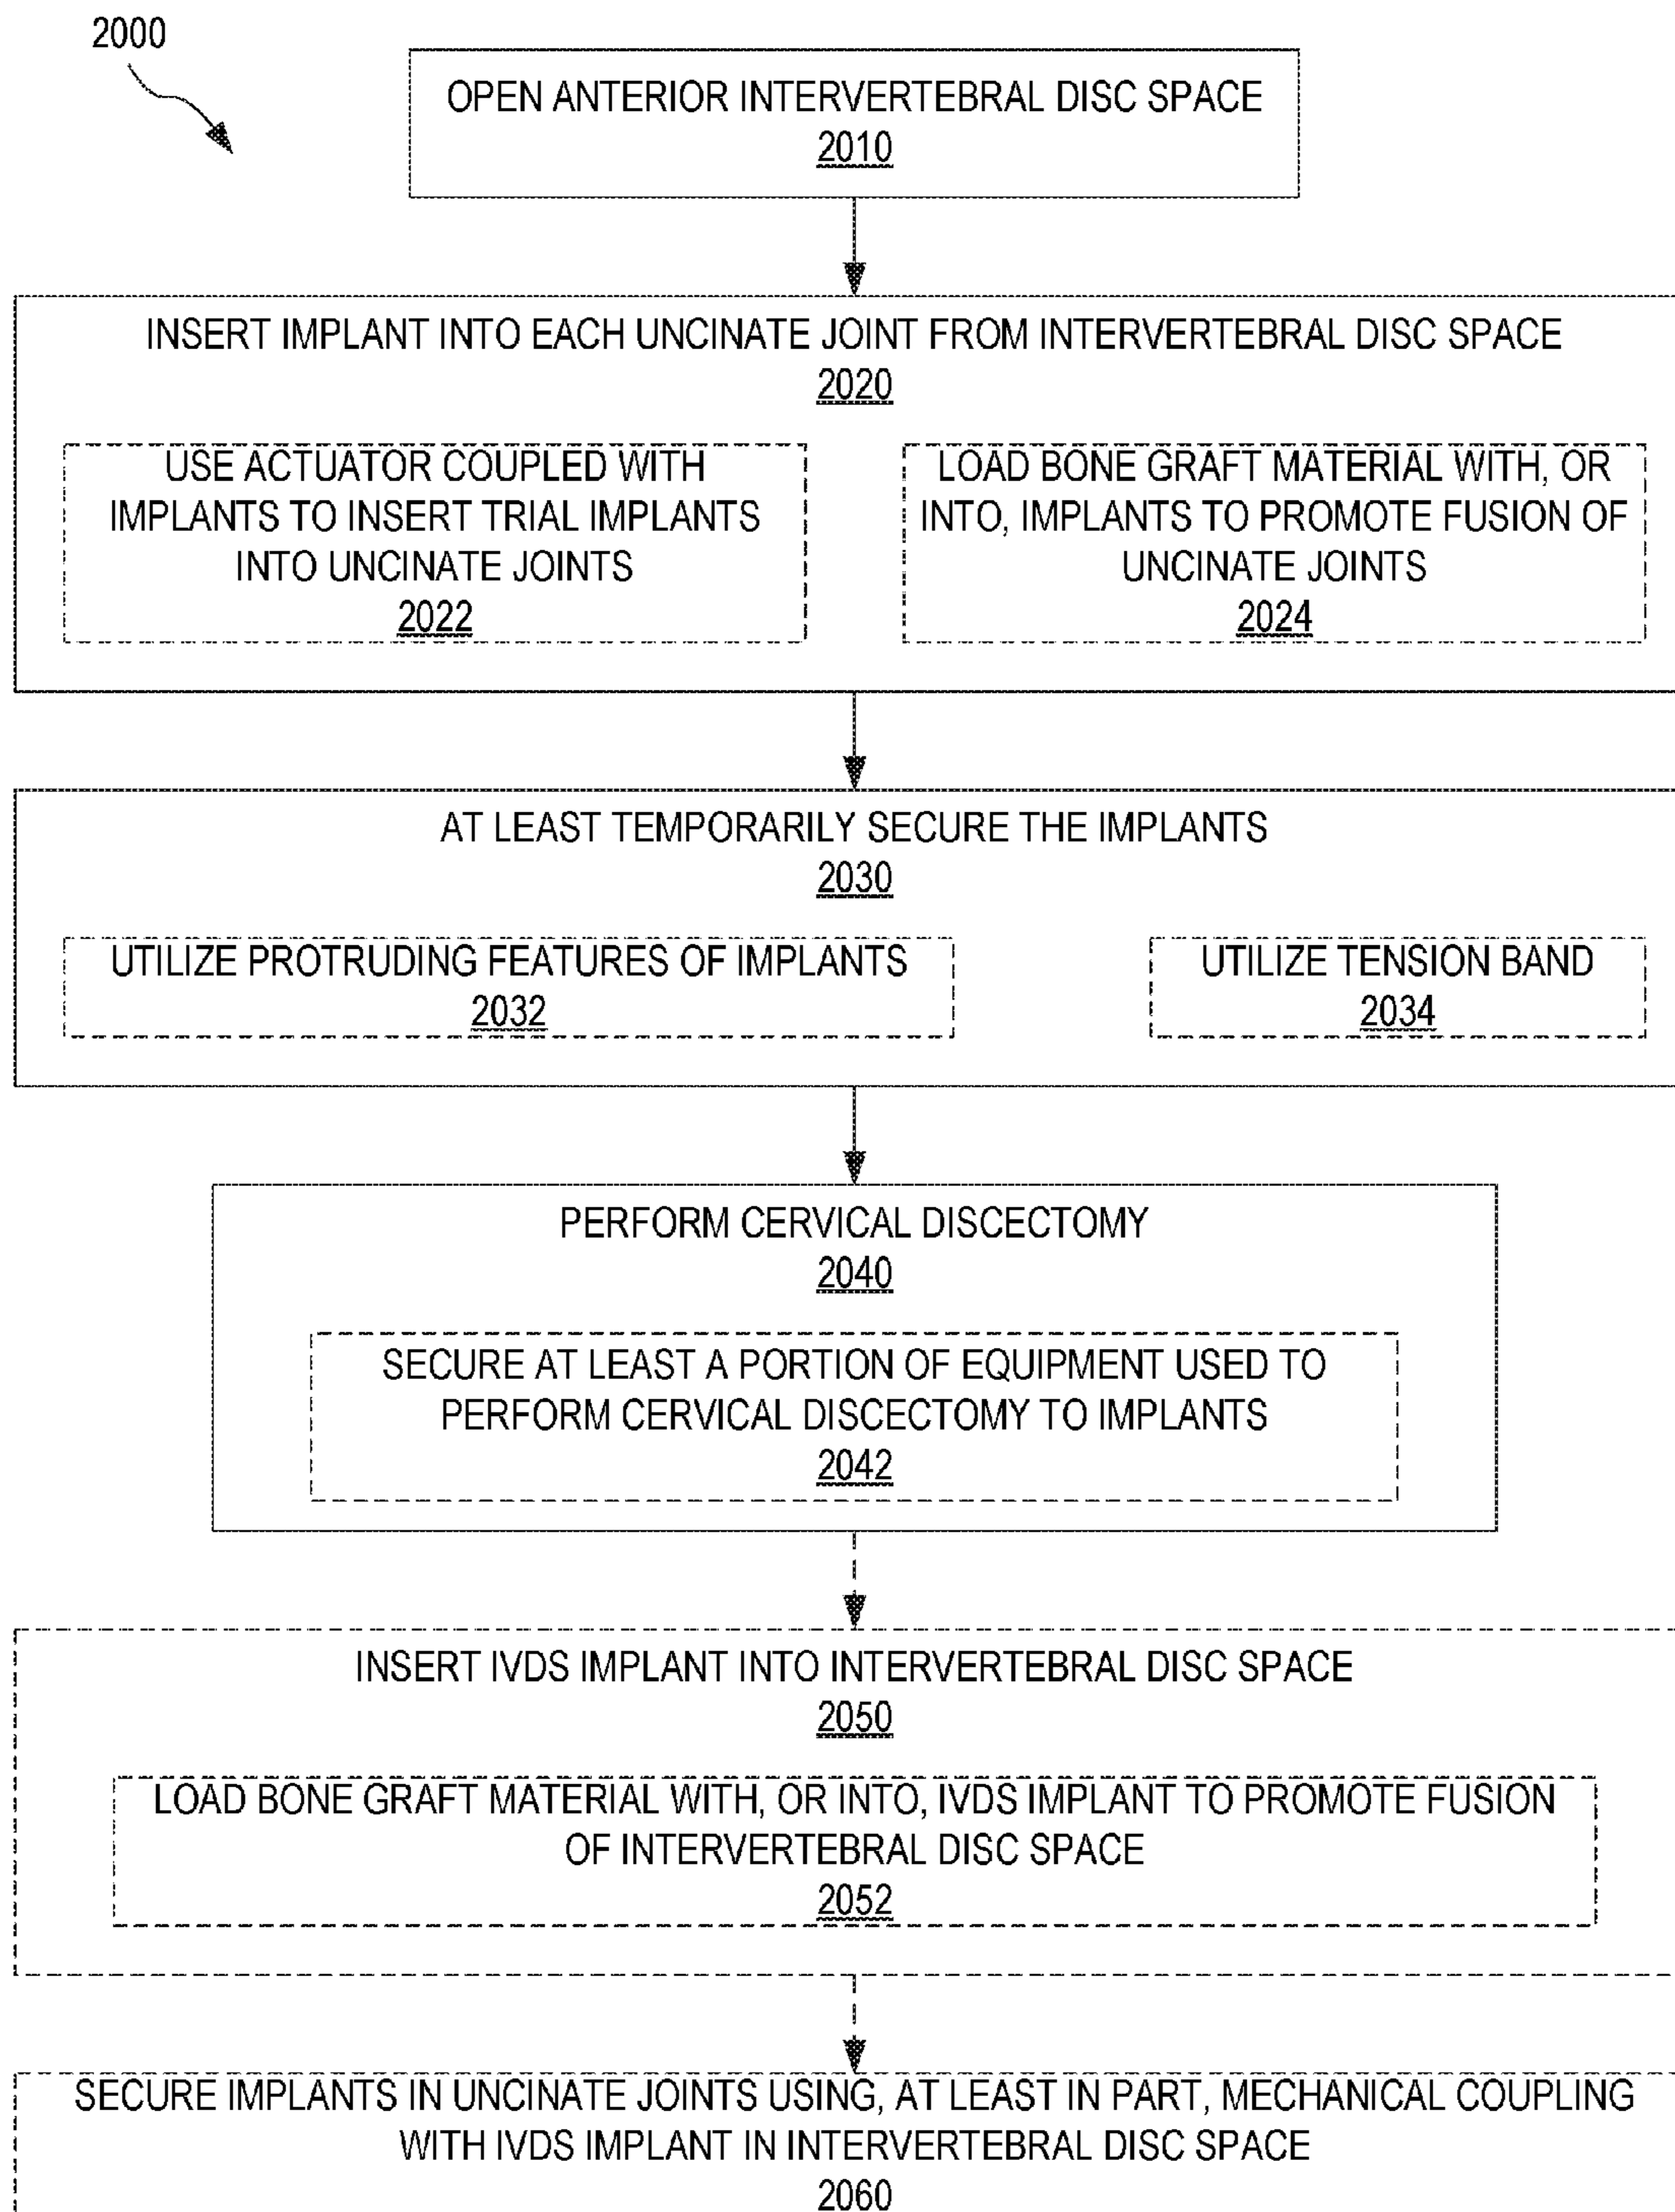 2000
OPEN ANTERIOR INTERVERTEBRAL DISC SPACE
2010
INSERT IMPLANT INTO EACH UNCINATE JOINT FROM INTERVERTEBRAL DISC SPACE
2020
USE ACTUATOR COUPLED WITH
IMPLANTS TO INSERT TRIAL IMPLANTS
INTO UNCINATE JOINTS
2022
LOAD BONE GRAFT MATERIAL WITH, OR
INTO, IMPLANTS TO PROMOTE FUSION OF
UNCINATE JOINTS
2024
AT LEAST TEMPORARILY SECURE THE IMPLANTS
2030
UTILIZE PROTRUDING FEATURES OF IMPLANTS
2032
UTILIZE TENSION BAND
2034
PERFORM CERVICAL DISCECTOMY
2040
SECURE AT LEAST A PORTION OF EQUIPMENT USED TO
PERFORM CERVICAL DISCECTOMY TO IMPLANTS
2042
INSERT IVDS IMPLANT INTO INTERVERTEBRAL DISC SPACE
2050
LOAD BONE GRAFT MATERIAL WITH, OR INTO, IVDS IMPLANT TO PROMOTE FUSION
OF INTERVERTEBRAL DISC SPACE
2052
SECURE IMPLANTS IN UNCINATE JOINTS USING, AT LEAST IN PART, MECHANICAL COUPLING
WITH IVDS IMPLANT IN INTERVERTEBRAL DISC SPACE
2060